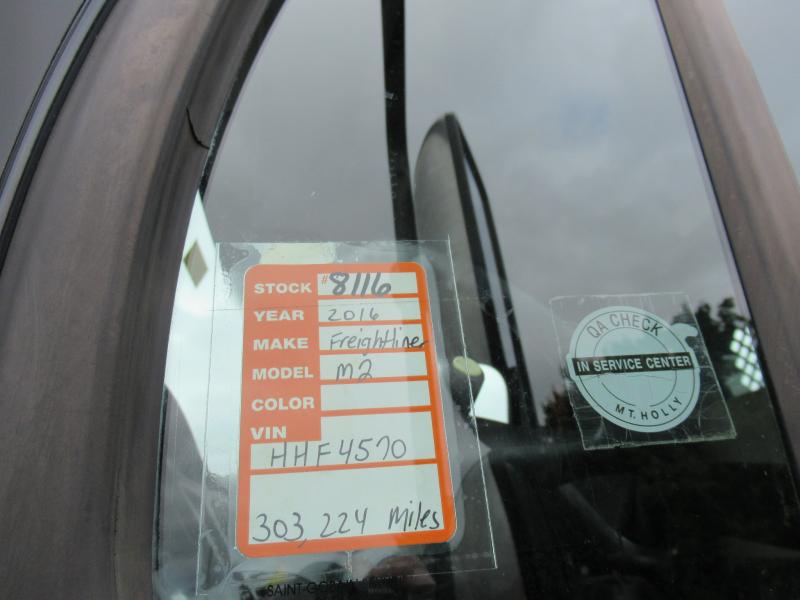 STOCK #8116
YEAR 2016
MAKE Freightliner
MODEL M2
COLOR
VIN
HHF4570
303,224 Miles
QA CHECK
IN SERVICE CENTER
MT. HOLLY